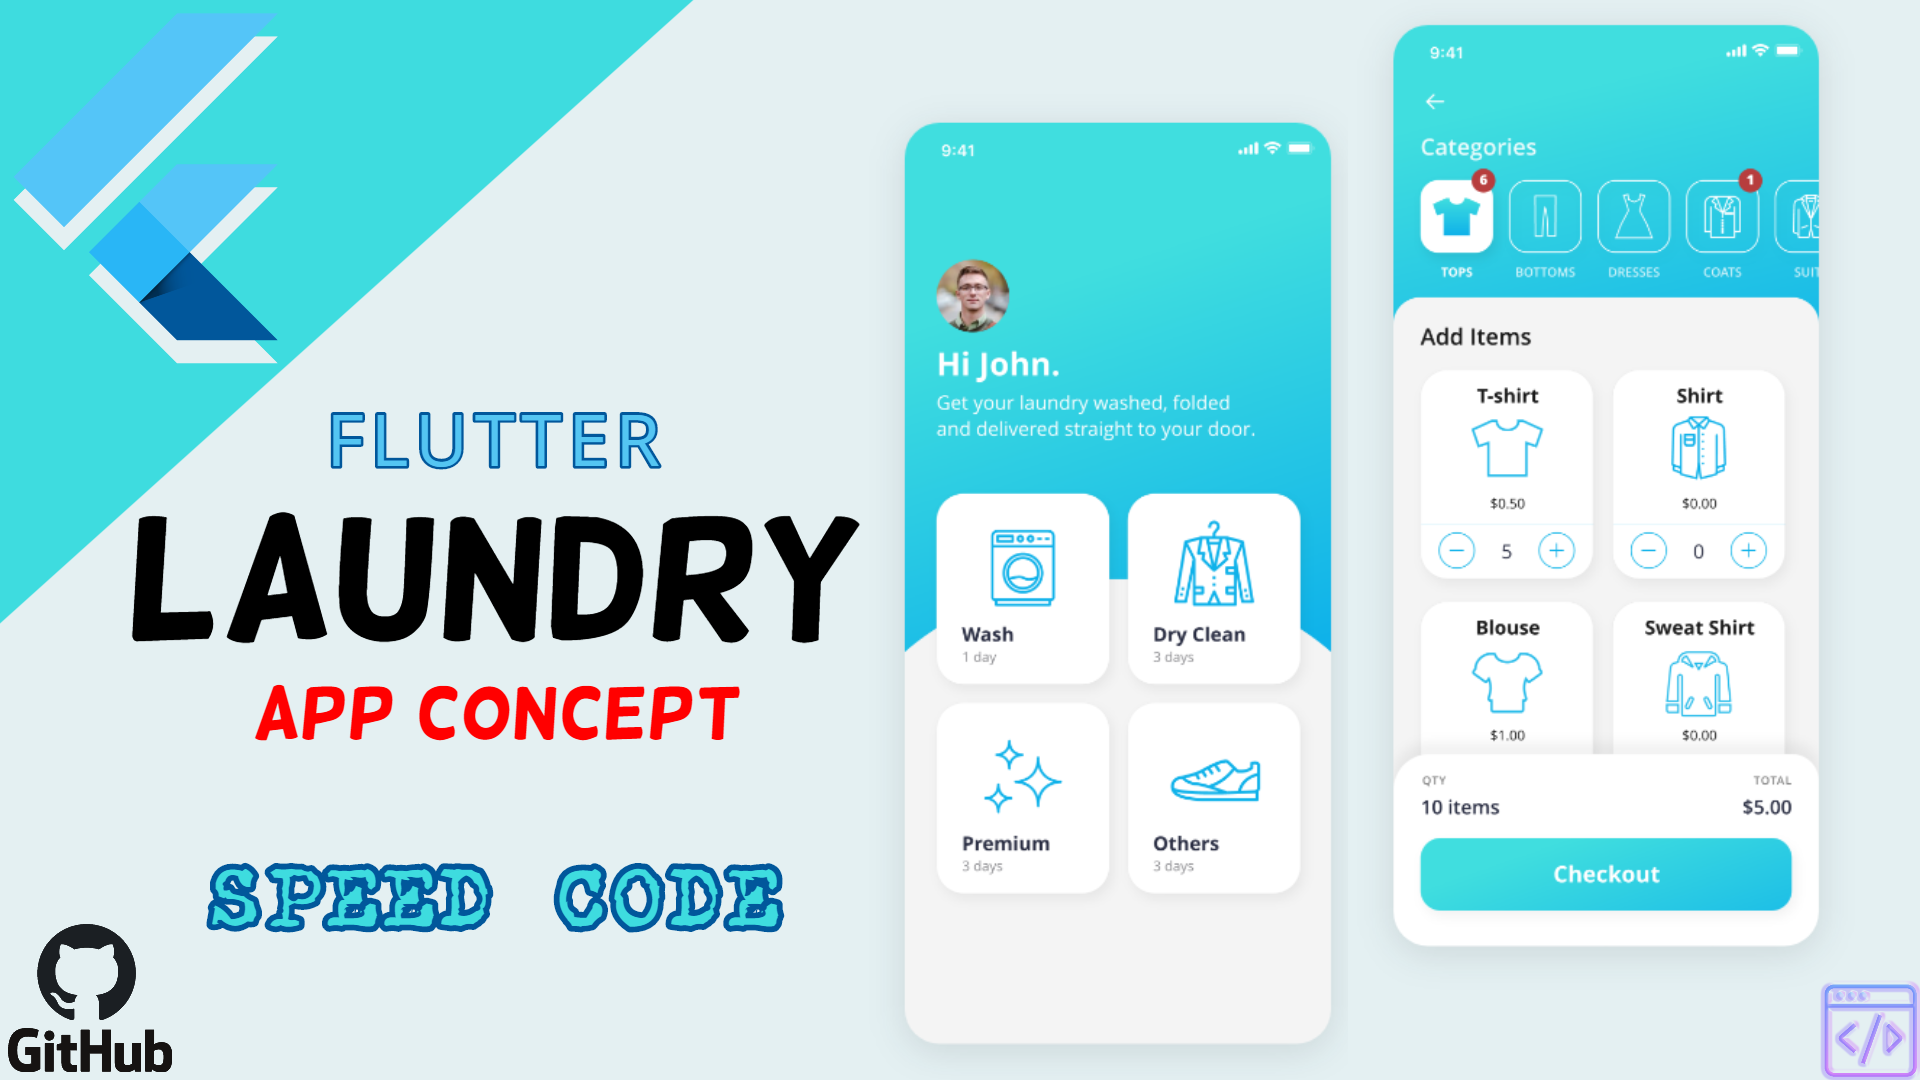 FLUTTER
LAUNDRY
APP CONCEPT
SPEED CODE
GitHub
9:41
Hi John.
Get your laundry washed, folded
and delivered straight to your door.
Wash
1 day
Dry Clean
3 days
Premium
3 days
Others
3 days
9:41
Categories
6
1
TOPS
BOTTOMS
DRESSES
COATS
SUIT
Add Items
T-shirt
$0.50
5
Shirt
$0.00
0
Blouse
$1.00
Sweat Shirt
$0.00
QTY
TOTAL
10 items
$5.00
Checkout